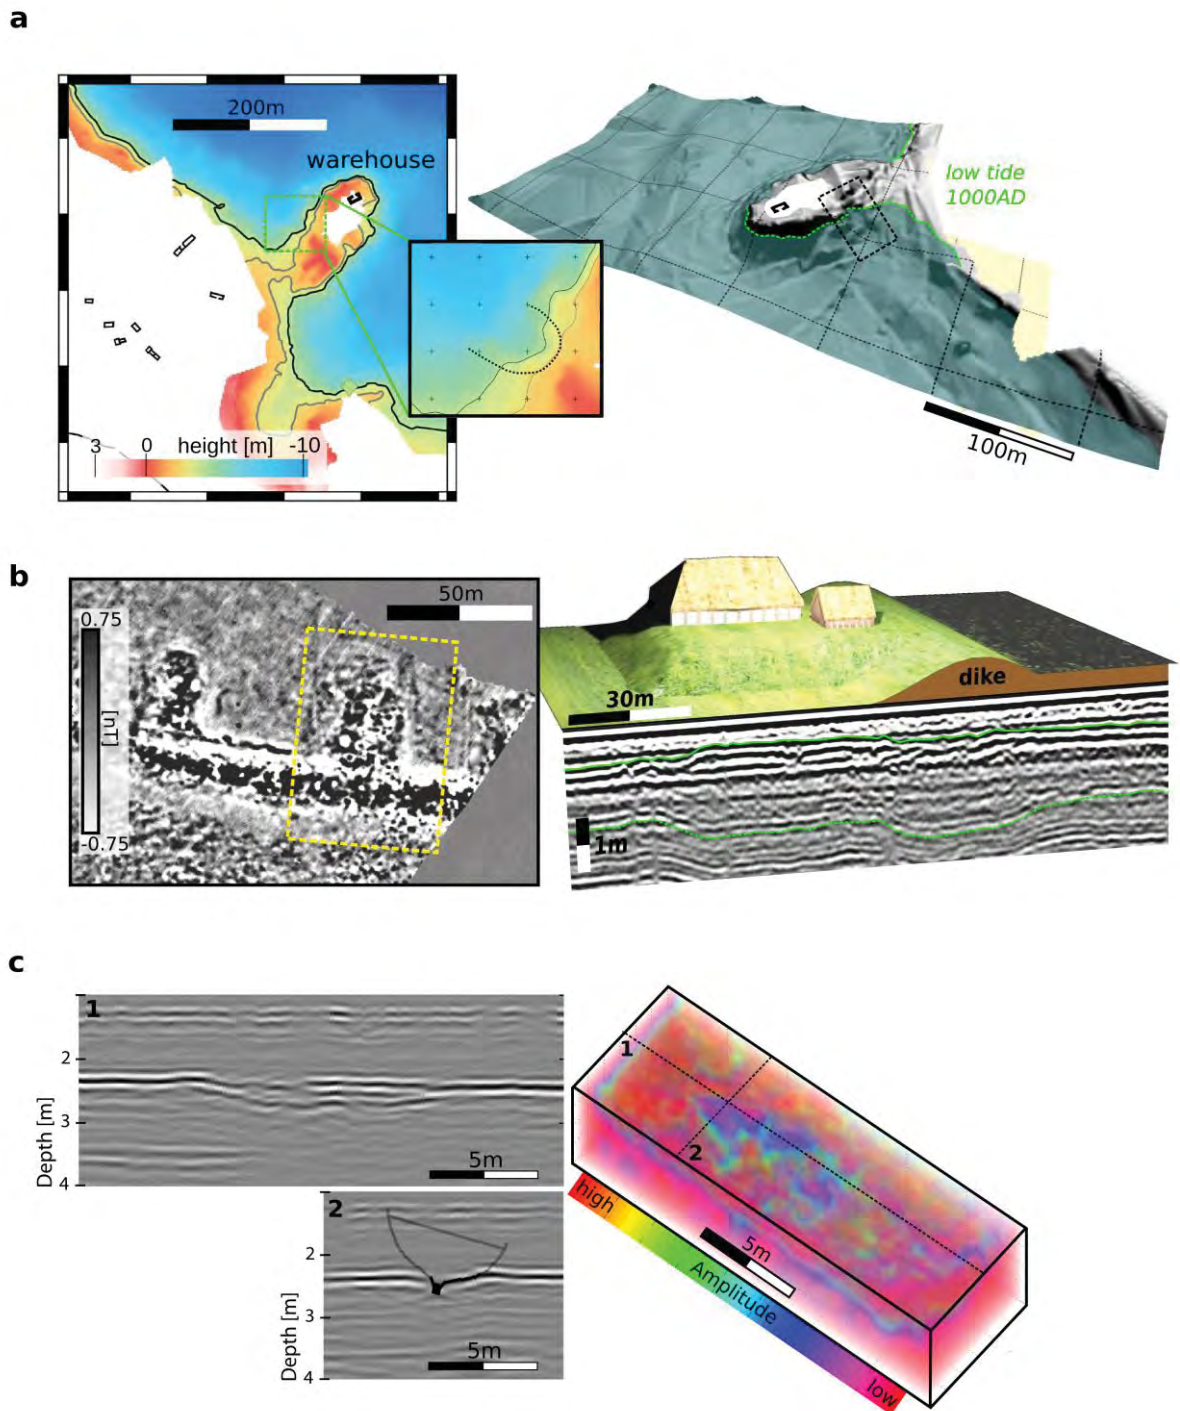 a
200m
warehouse
3 0 height [m] -10
low tide
1000AD
100m
b
0.75
[nT]
-0.75
50m
dike
30m
1m
c
1
2
3
4
Depth [m]
5m
2
2
3
4
Depth [m]
5m
1
2
high
Amplitude
low
5m